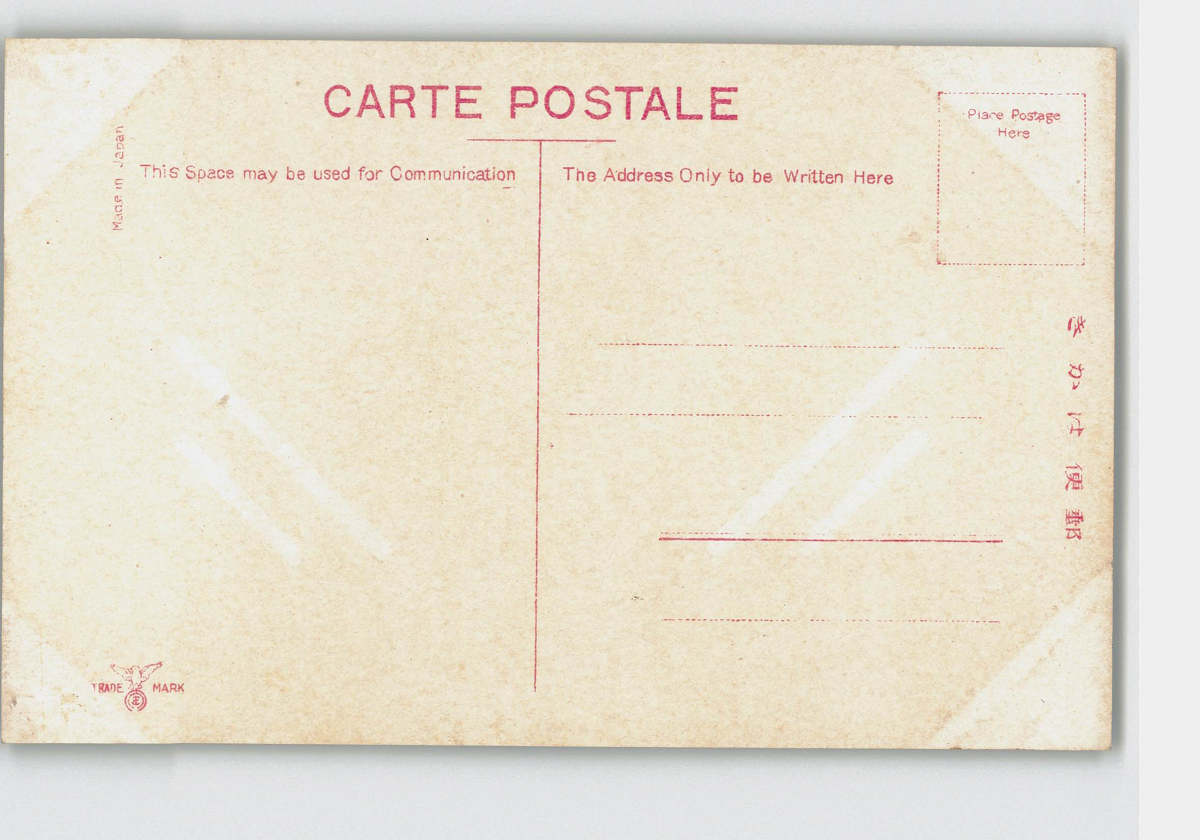 CARTE POSTALE
Made in Japan
This Space may be used for Communication
The Address Only to be Written Here
Place Postage
Here
郵便はかき
TRADE MARK